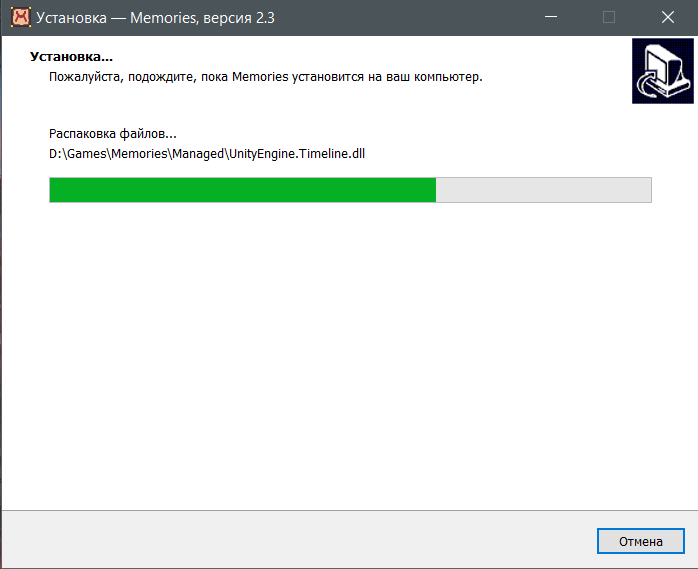 Установка — Memories, версия 2.3
Установка...
Пожалуйста, подождите, пока Memories установится на ваш компьютер.
Распаковка файлов...
D:\Games\Memories\Managed\UnityEngine.Timeline.dll
Отмена